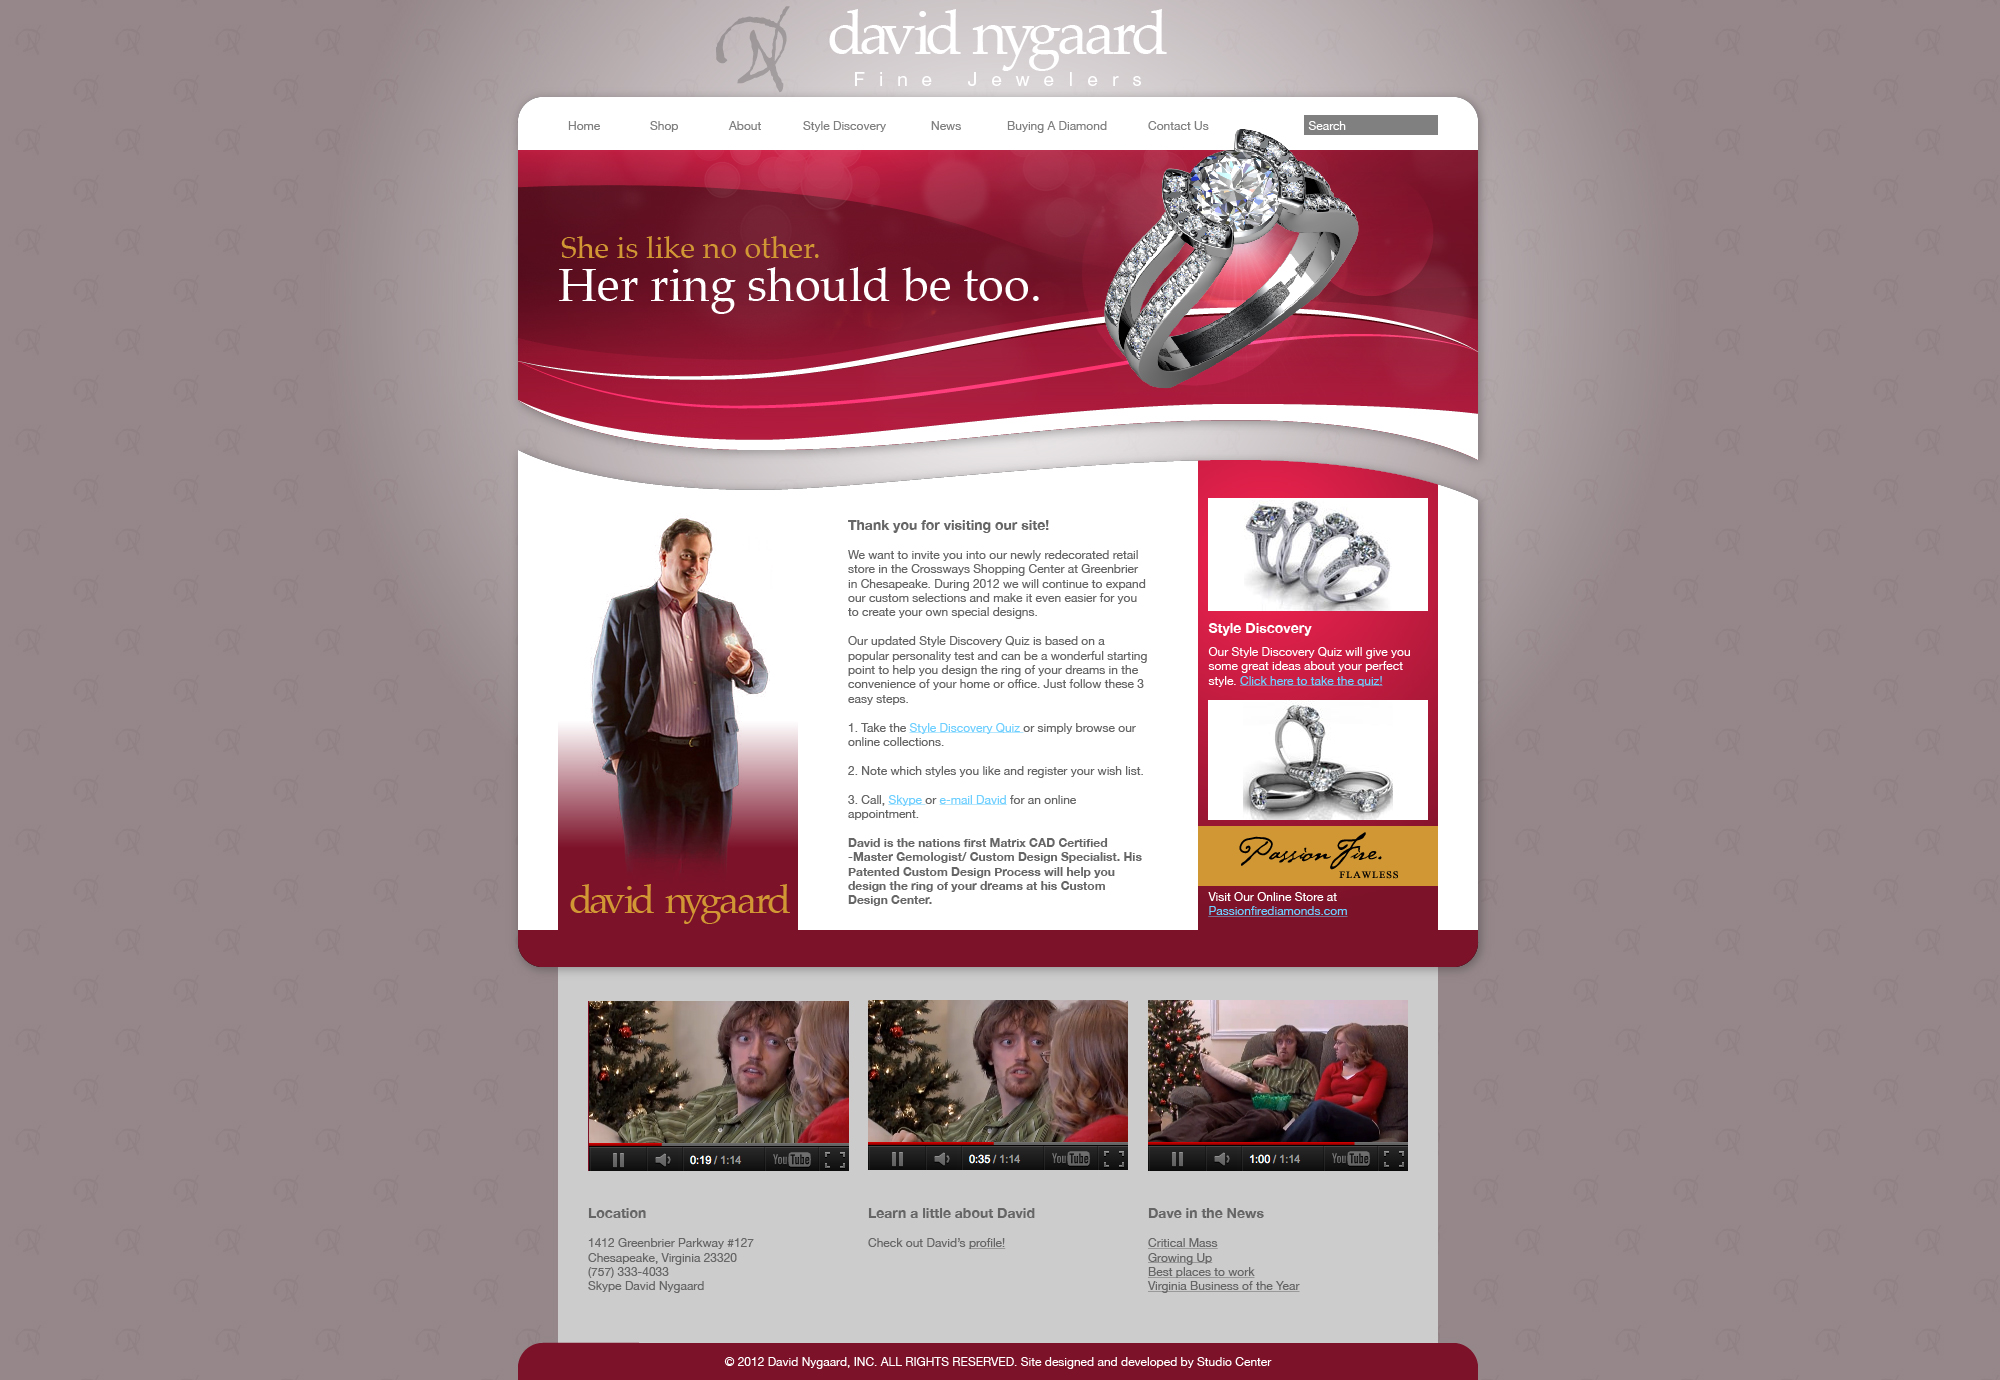 david nygaard
Fine Jewelers
Home Shop About Style Discovery News Buying A Diamond Contact Us Search
She is like no other.
Her ring should be too.
david nygaard
Thank you for visiting our site!
We want to invite you into our newly redecorated retail
store in the Crossways Shopping Center at Greenbrier
in Chesapeake. During 2012 we will continue to expand
our custom selections and make it even easier for you
to create your own special designs.
Our updated Style Discovery Quiz is based on a
popular personality test and can be a wonderful starting
point to help you design the ring of your dreams in the
convenience of your home or office. Just follow these 3
easy steps.
1. Take the Style Discovery Quiz or simply browse our
online collections.
2. Note which styles you like and register your wish list.
3. Call, Skype or e-mail David for an online
appointment.
David is the nations first Matrix CAD Certified
-Master Gemologist/ Custom Design Specialist. His
Patented Custom Design Process will help you
design the ring of your dreams at his Custom
Design Center.
Style Discovery
Our Style Discovery Quiz will give you
some great ideas about your perfect
style. Click here to take the quiz!
Passion Fire.
FLAWLESS
Visit Our Online Store at
Passionfirediamonds.com
0:19 / 1:14 YouTube
0:35 / 1:14 YouTube
1:00 / 1:14 YouTube
Location
1412 Greenbrier Parkway #127
Chesapeake, Virginia 23320
(757) 333-4033
Skype David Nygaard
Learn a little about David
Check out David's profile!
Dave in the News
Critical Mass
Growing Up
Best places to work
Virginia Business of the Year
© 2012 David Nygaard, INC. ALL RIGHTS RESERVED. Site designed and developed by Studio Center